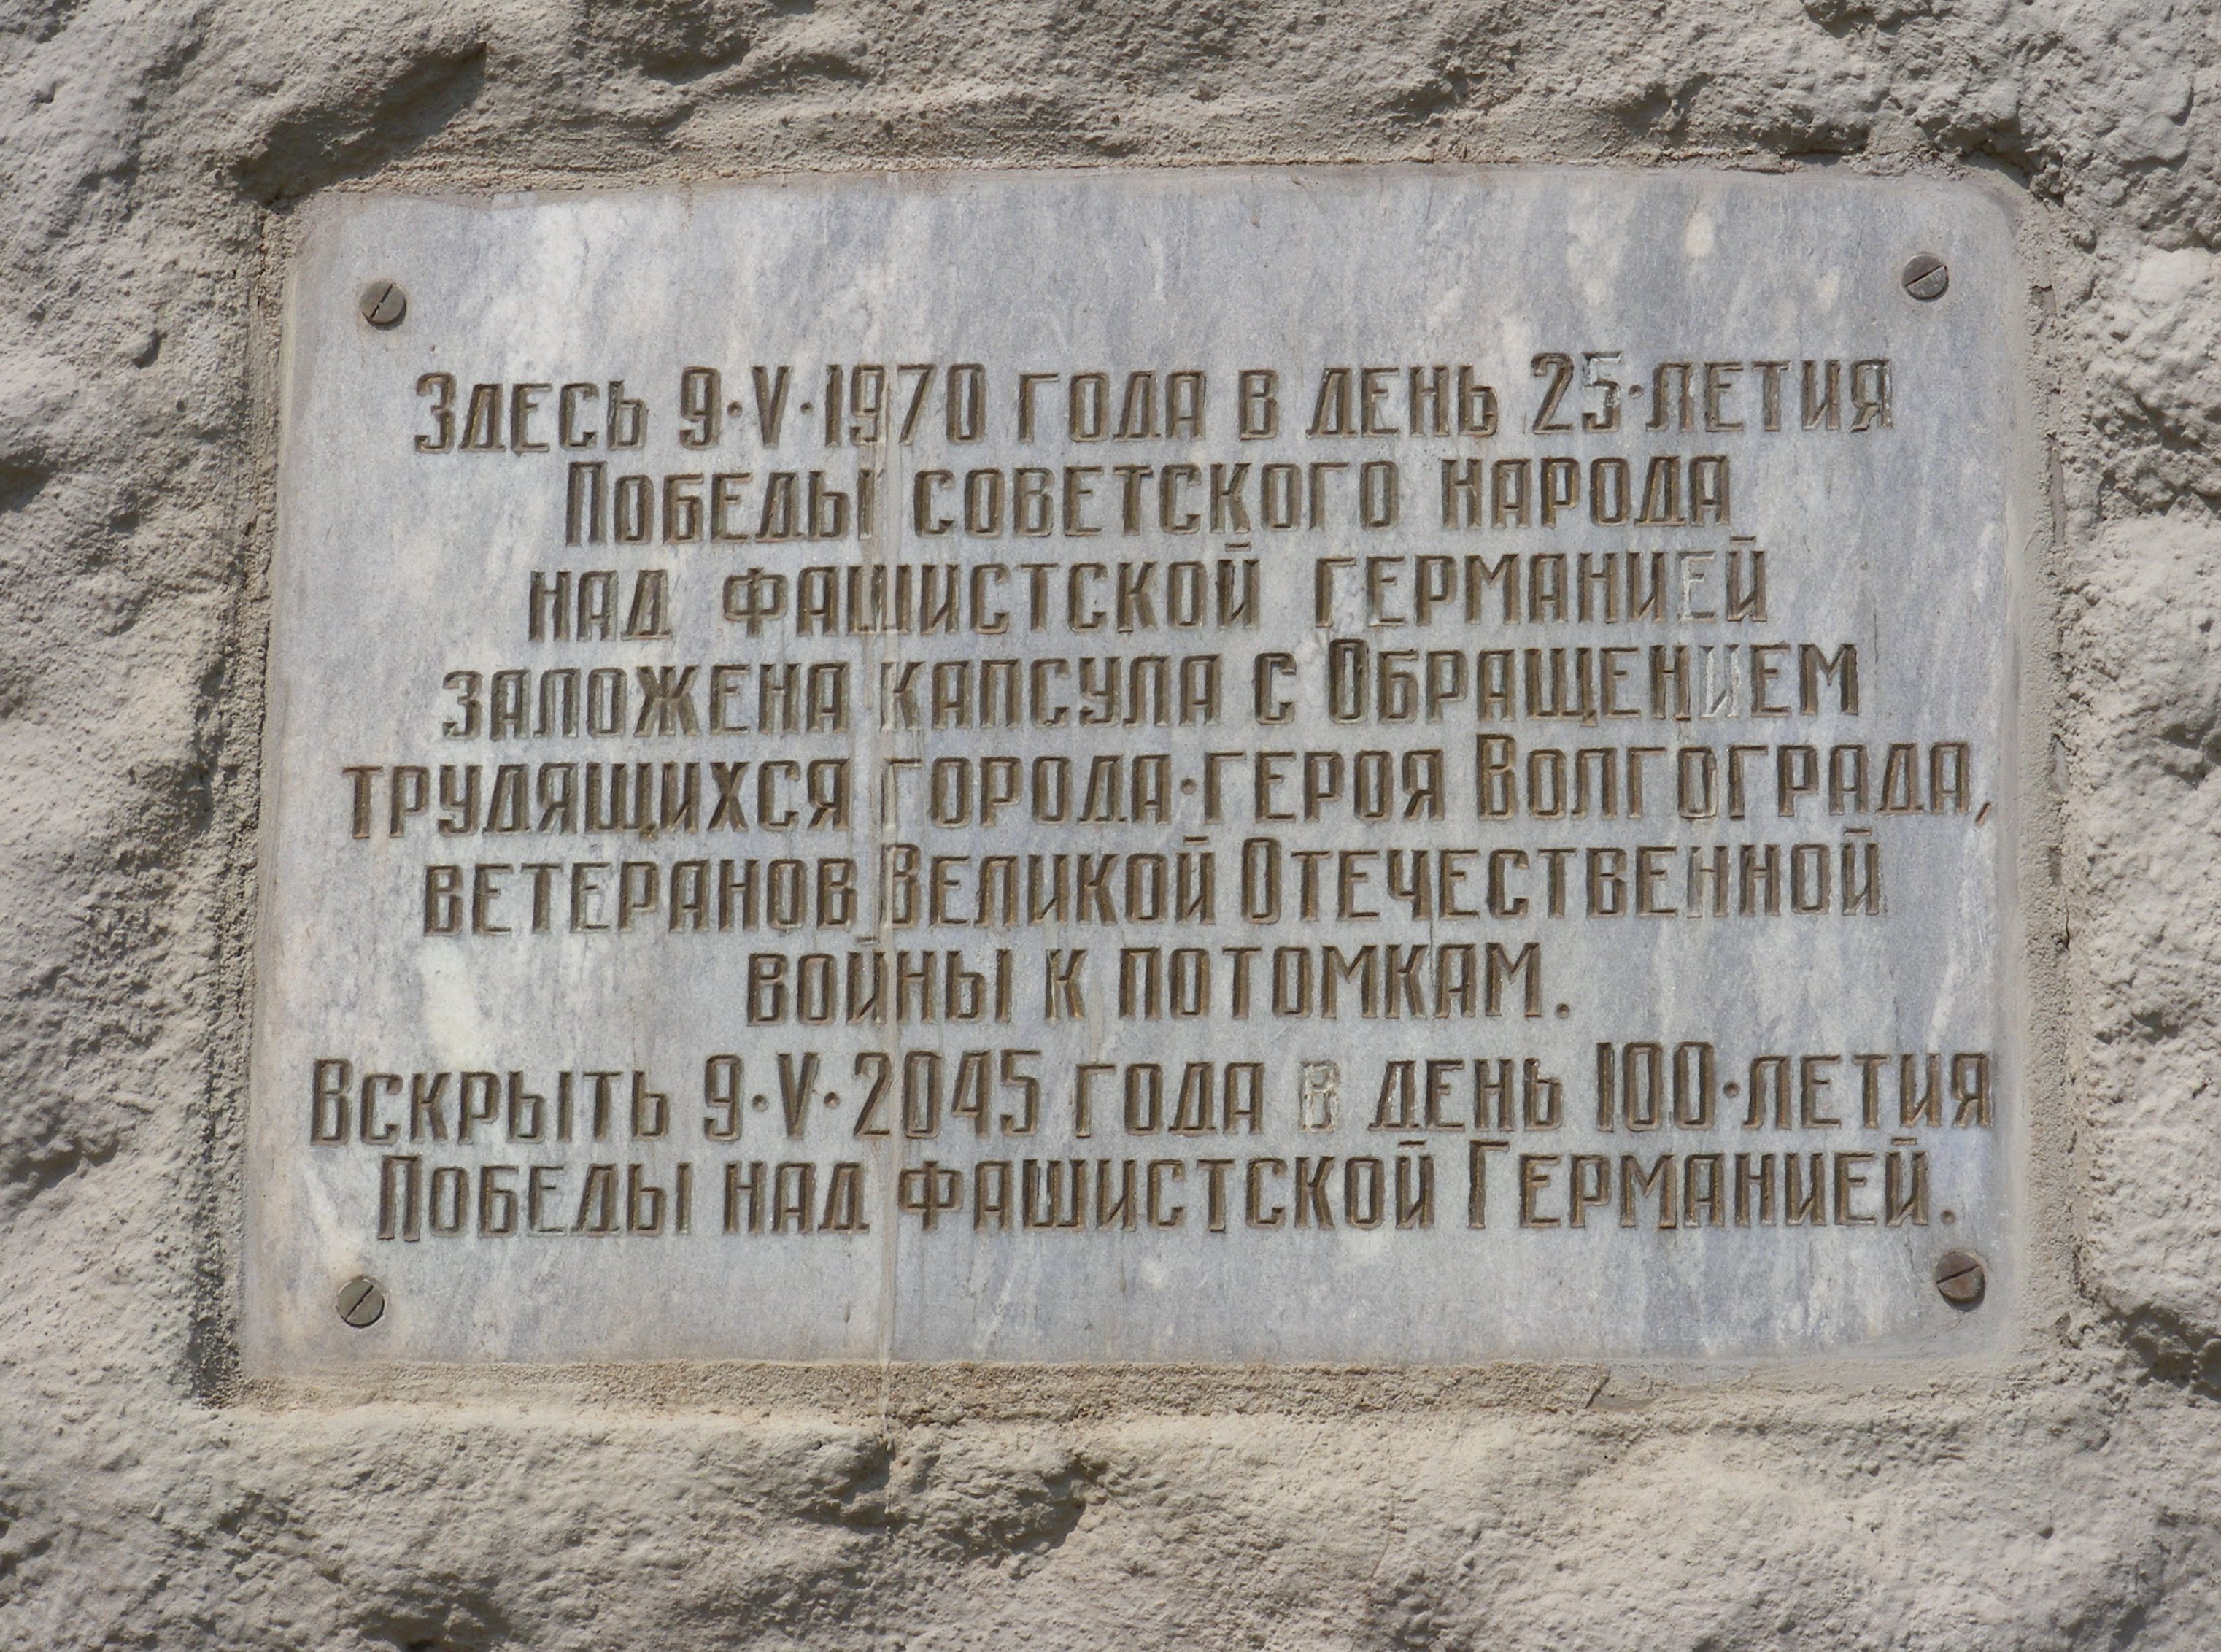 Здесь 9·V·1970 года в день 25-летия
Победы советского народа
над фашистской германией
заложена капсула с Обращением
трудящихся города-героя Волгограда,
ветеранов Великой Отечественной
войны к потомкам.
Вскрыть 9·V·2045 года в день 100-летия
Победы над фашистской Германией.